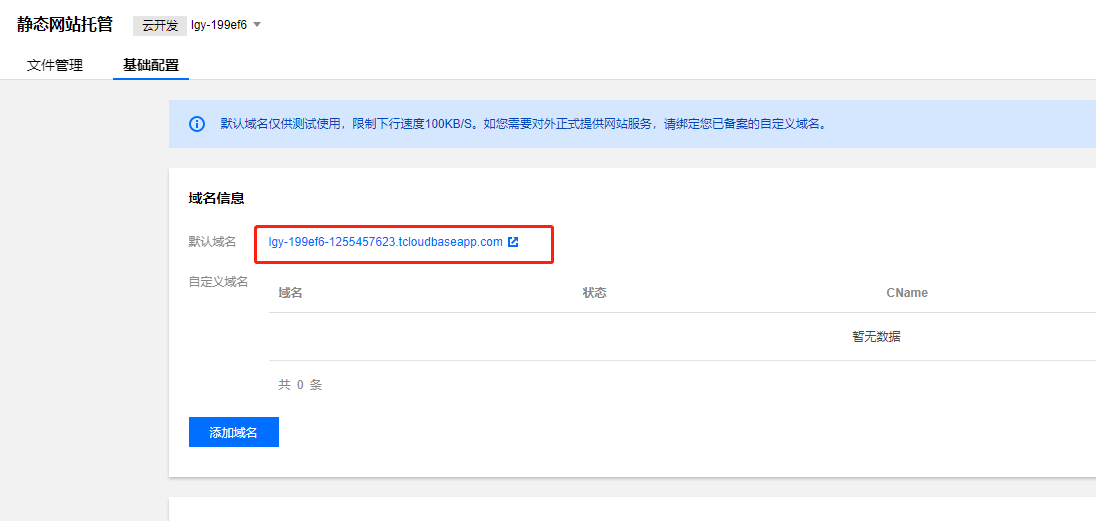 静态网站托管 云开发 lgy-199ef6
文件管理 基础配置
默认域名仅供测试使用，限制下行速度100KB/S。如您需要对外正式提供网站服务，请绑定您已备案的自定义域名。
域名信息
默认域名 lgy-199ef6-1255457623.tcloudbaseapp.com
自定义域名
域名 状态 CName
暂无数据
共 0 条
添加域名